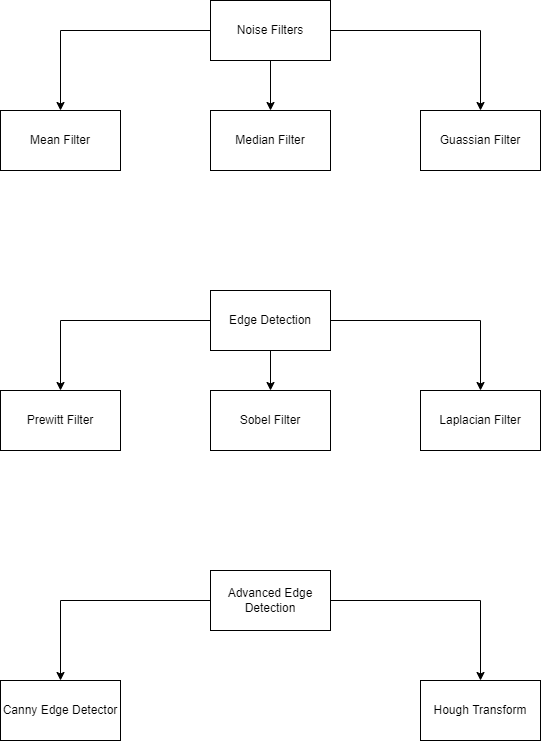 Noise Filters
Mean Filter
Median Filter
Guassian Filter
Edge Detection
Prewitt Filter
Sobel Filter
Laplacian Filter
Advanced Edge
Detection
Canny Edge Detector
Hough Transform